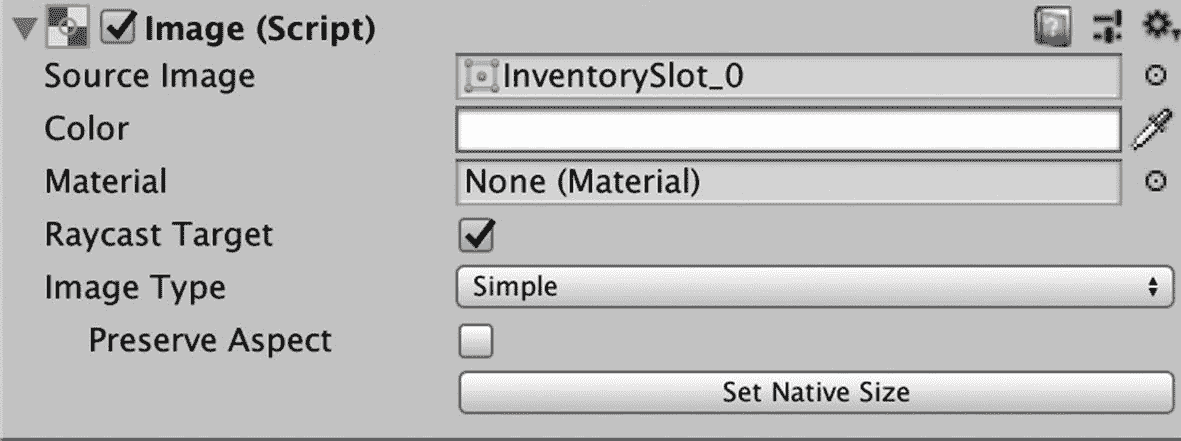 Image (Script)
Source Image InventorySlot_0
Color
Material None (Material)
Raycast Target
Image Type Simple
Preserve Aspect
Set Native Size